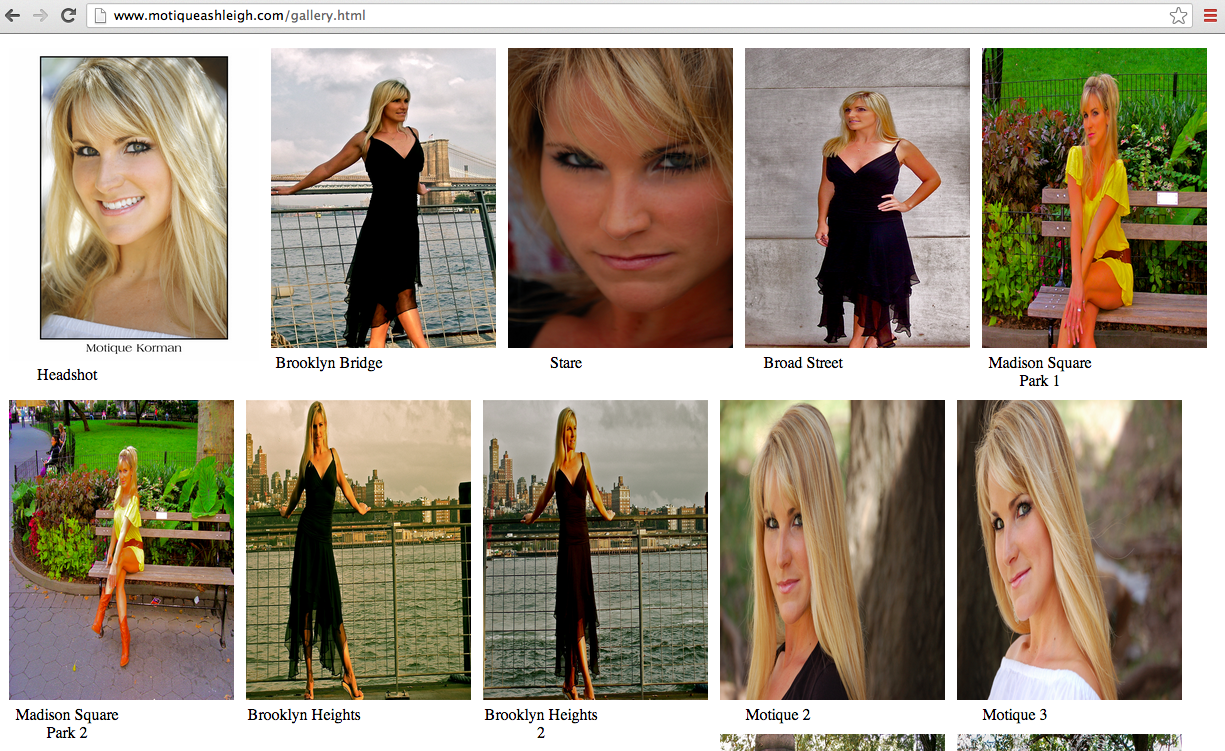 www.motiqueashleigh.com/gallery.html
Motique Korman
Headshot
Brooklyn Bridge
Stare
Broad Street
Madison Square
Park 1
Madison Square
Park 2
Brooklyn Heights
Brooklyn Heights
2
Motique 2
Motique 3